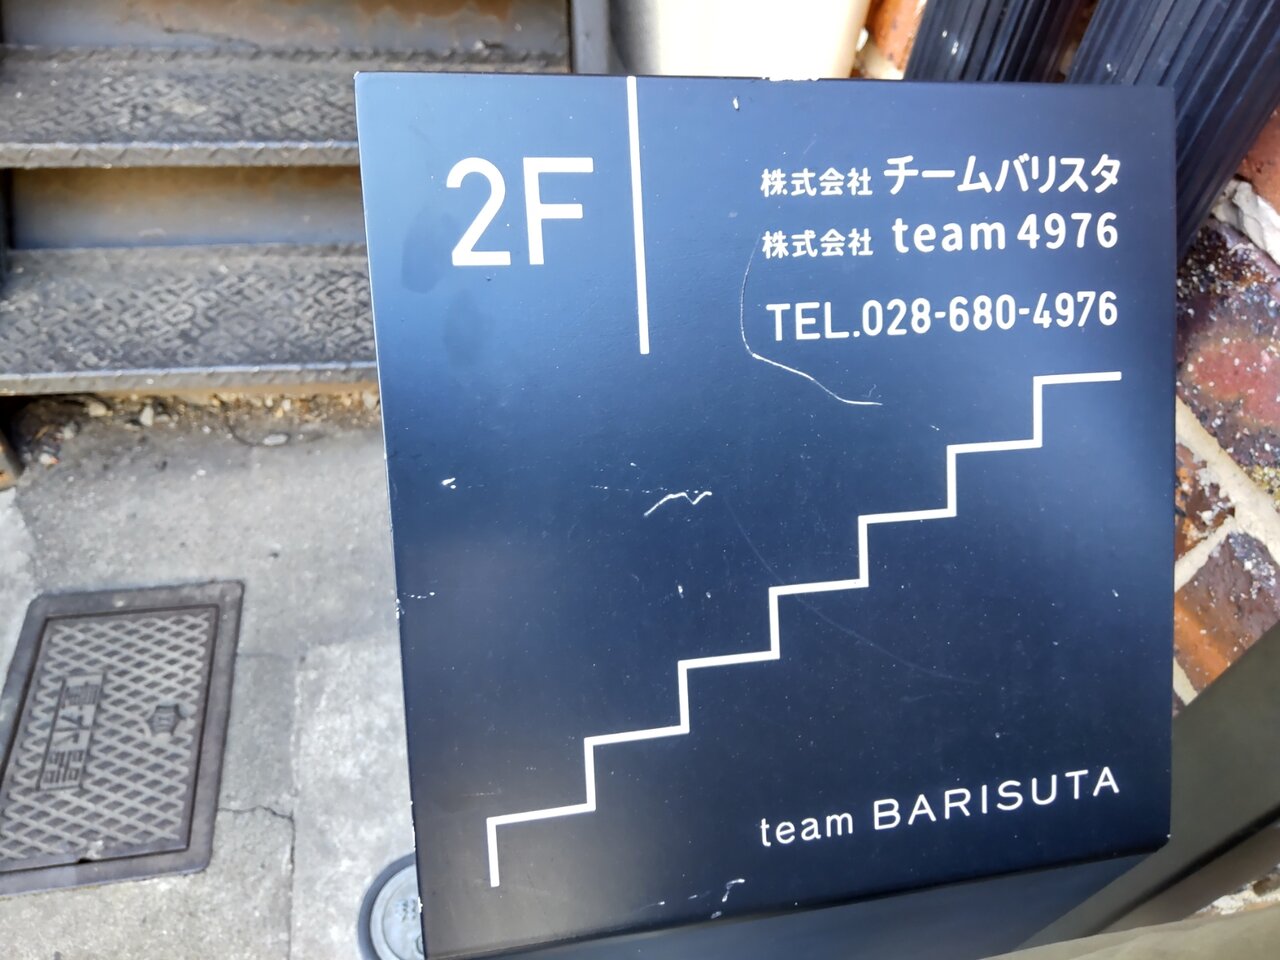 2F
株式会社 チームバリスタ
株式会社 team 4976
TEL.028-680-4976
team BARISUTA